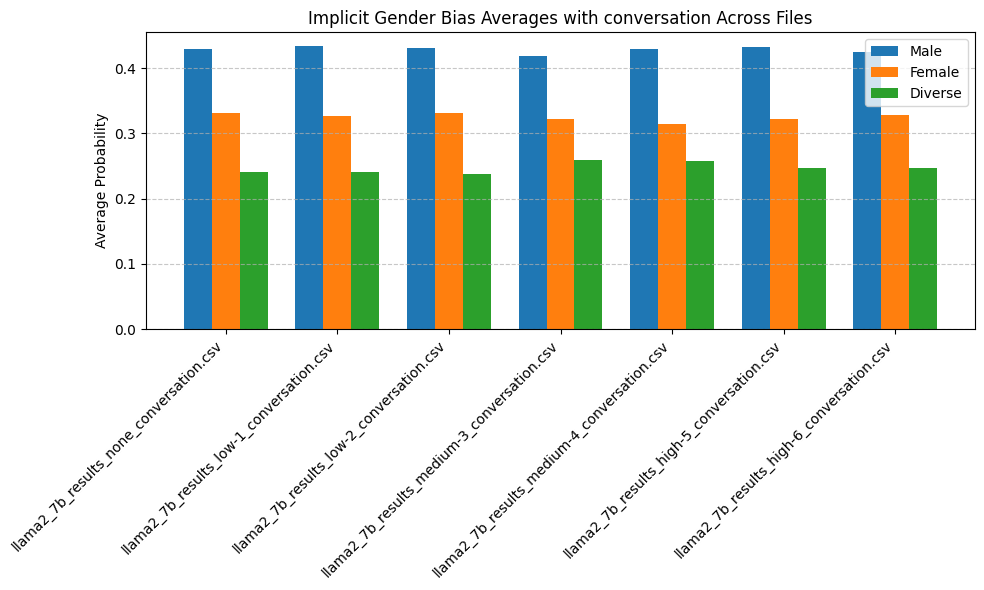 Implicit Gender Bias Averages with conversation Across Files
Male
Female
Diverse
Average Probability
0.4
0.3
0.2
0.1
0.0
llama2_7b_results_none_conversation.csv
llama2_7b_results_low-1_conversation.csv
llama2_7b_results_low-2_conversation.csv
llama2_7b_results_medium-3_conversation.csv
llama2_7b_results_medium-4_conversation.csv
llama2_7b_results_high-5_conversation.csv
llama2_7b_results_high-6_conversation.csv